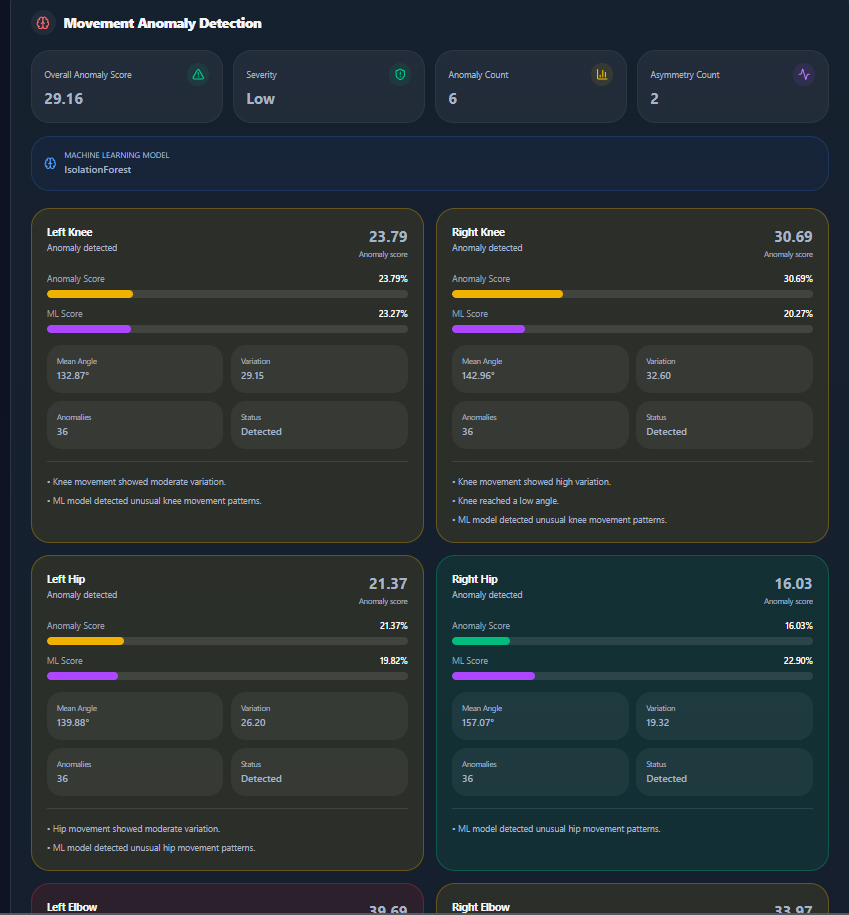 Movement Anomaly Detection
Overall Anomaly Score
29.16
Severity
Low
Anomaly Count
6
Asymmetry Count
2
MACHINE LEARNING MODEL
IsolationForest
Left Knee
Anomaly detected
23.79
Anomaly score
Anomaly Score 23.79%
ML Score 23.27%
Mean Angle
132.87°
Variation
29.15
Anomalies
36
Status
Detected
• Knee movement showed moderate variation.
• ML model detected unusual knee movement patterns.
Right Knee
Anomaly detected
30.69
Anomaly score
Anomaly Score 30.69%
ML Score 20.27%
Mean Angle
142.96°
Variation
32.60
Anomalies
36
Status
Detected
• Knee movement showed high variation.
• Knee reached a low angle.
• ML model detected unusual knee movement patterns.
Left Hip
Anomaly detected
21.37
Anomaly score
Anomaly Score 21.37%
ML Score 19.82%
Mean Angle
139.88°
Variation
26.20
Anomalies
36
Status
Detected
• Hip movement showed moderate variation.
• ML model detected unusual hip movement patterns.
Right Hip
Anomaly detected
16.03
Anomaly score
Anomaly Score 16.03%
ML Score 22.90%
Mean Angle
157.07°
Variation
19.32
Anomalies
36
Status
Detected
• ML model detected unusual hip movement patterns.
Left Elbow
39.69
Right Elbow
33.97